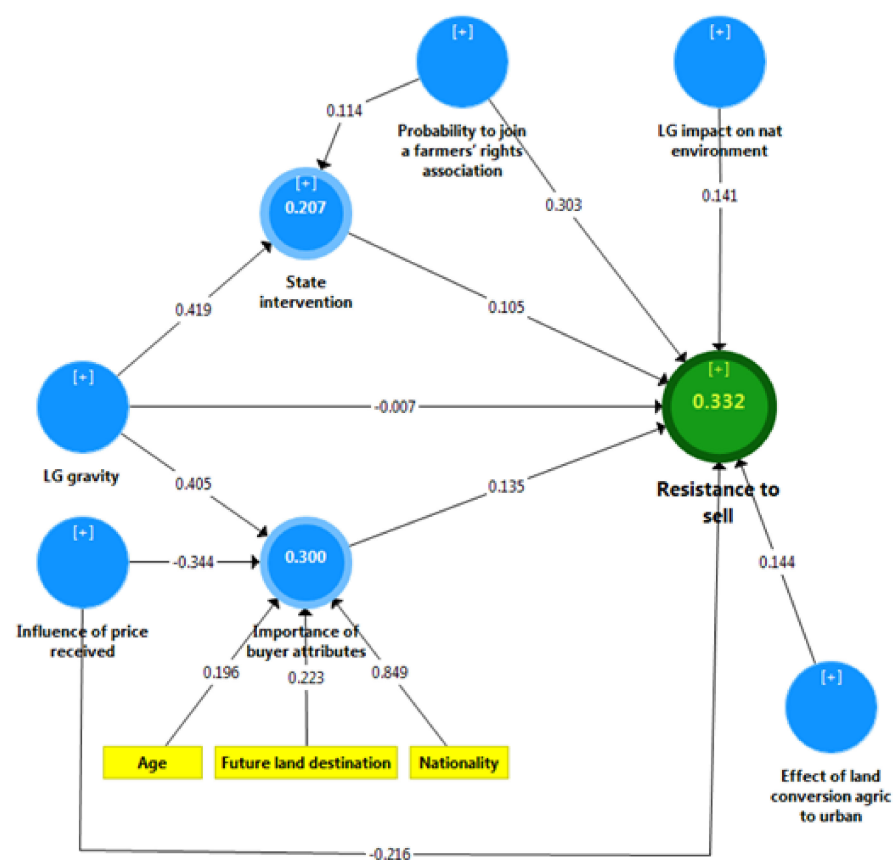 [+]
[+]
0.114
Probability to join
a farmers' rights
association
LG impact on nat
environment
[+]
0.207
0.303
0.141
State
intervention
0.419
0.105
[+]
[+]
0.332
-0.007
LG gravity
0.405
0.135
Resistance to
sell
[+]
0.300
-0.344
0.144
Influence of price
received
Importance of
buyer attributes
0.196
0.223
0.849
[+]
Age
Future land destination
Nationality
Effect of land
conversion agric
to urban
-0.216